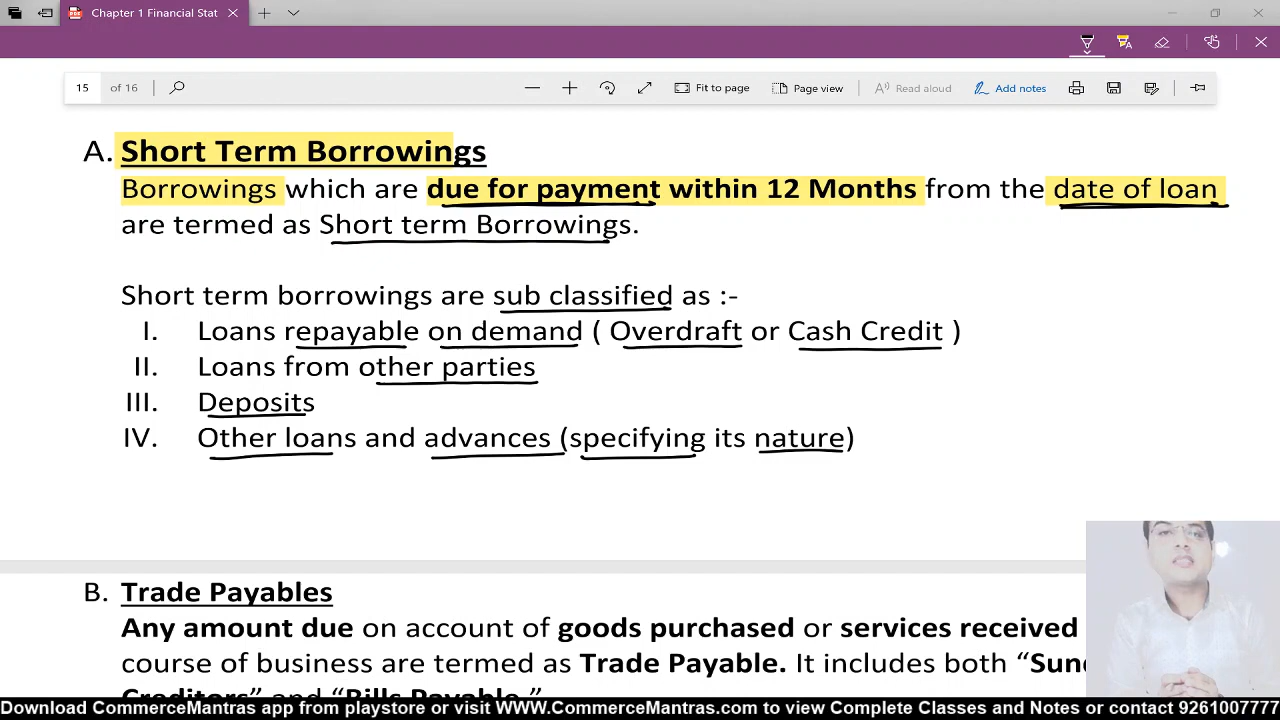 Chapter 1 Financial Stat
15 of 16 Fit to page Page view Read aloud Add notes
A. Short Term Borrowings
Borrowings which are due for payment within 12 Months from the date of loan
are termed as Short term Borrowings.
Short term borrowings are sub classified as :-
I. Loans repayable on demand ( Overdraft or Cash Credit )
II. Loans from other parties
III. Deposits
IV. Other loans and advances (specifying its nature)
B. Trade Payables
Any amount due on account of goods purchased or services received
course of business are termed as Trade Payable. It includes both “Sun
Creditors” and “Bills Payable.”
Download CommerceMantras app from playstore or visit WWW.CommerceMantras.com to view Complete Classes and Notes or contact 9261007777